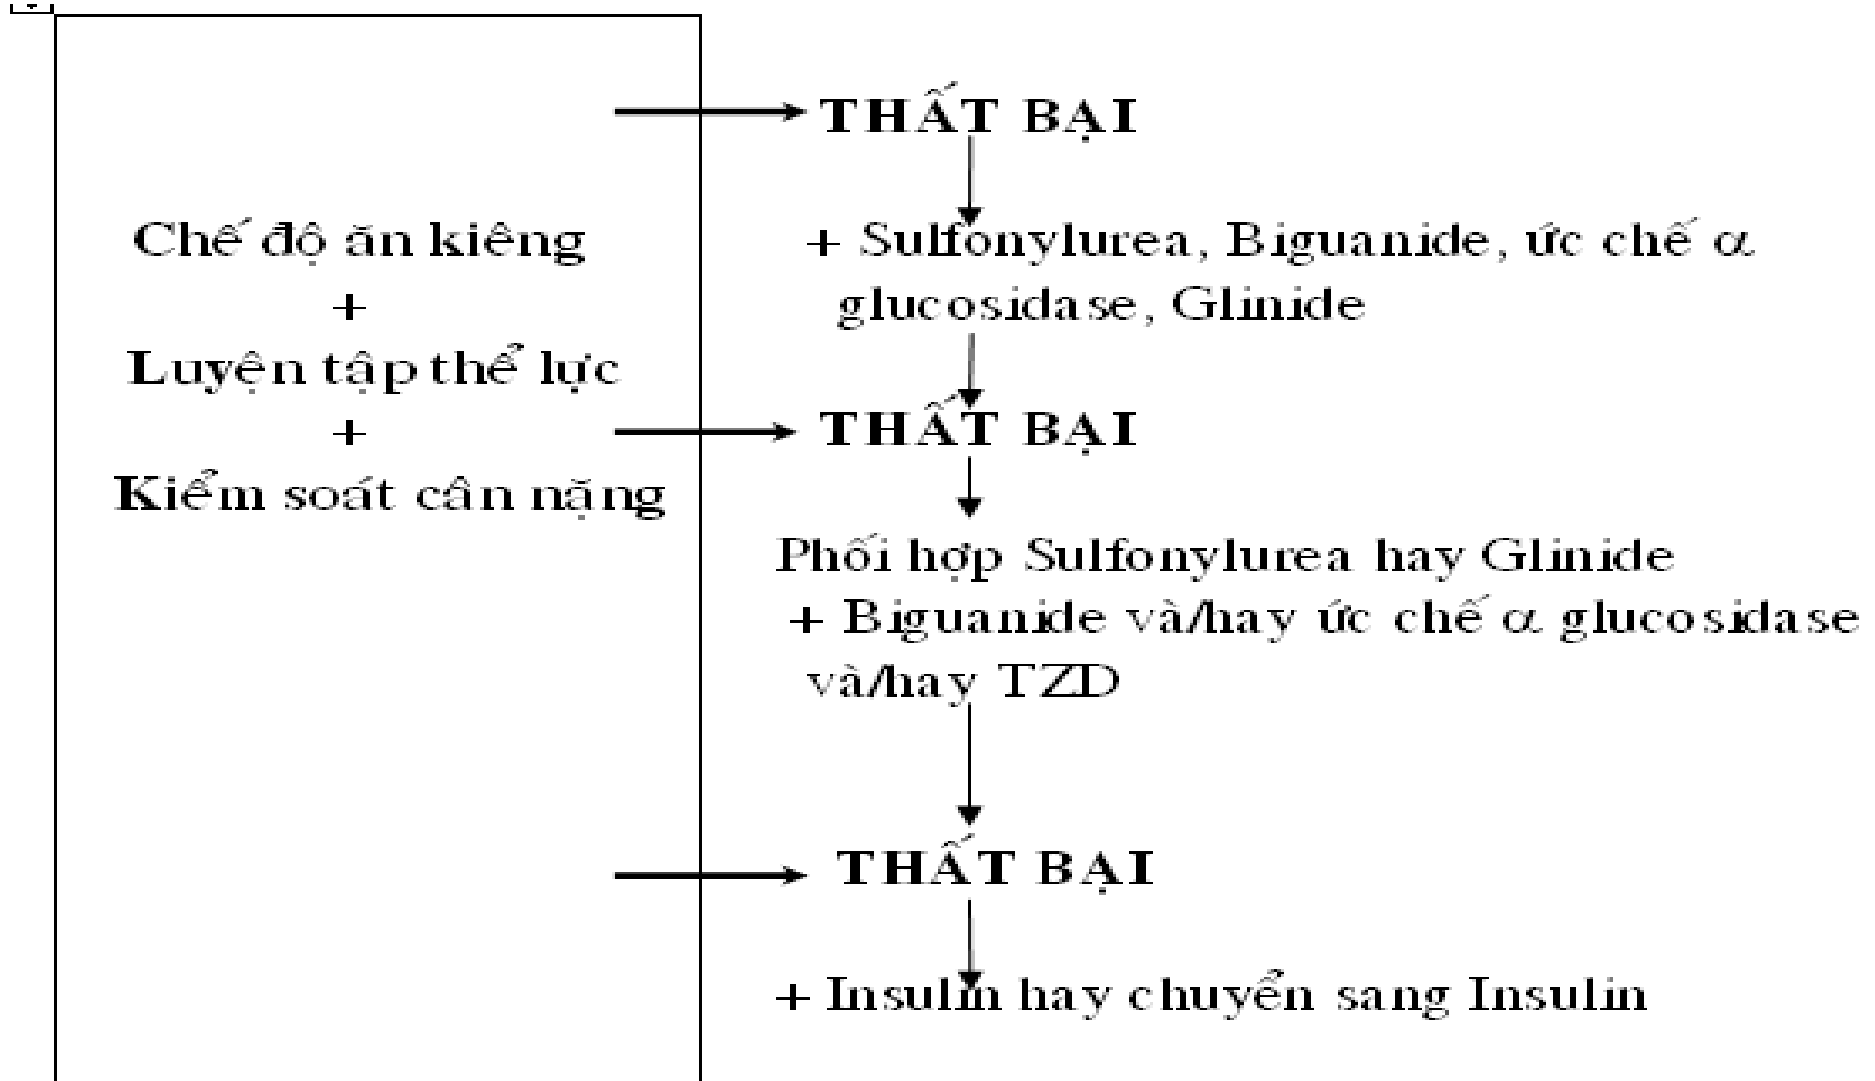 Chế độ ăn kiêng
+
Luyện tập thể lực
+
Kiểm soát cân nặng
THẤT BẠI
+ Sulfonylurea, Biguanide, ức chế α
glucosidase, Glinide
THẤT BẠI
Phối hợp Sulfonylurea hay Glinide
+ Biguanide và/hay ức chế α glucosidase
và/hay TZD
THẤT BẠI
+ Insulin hay chuyển sang Insulin